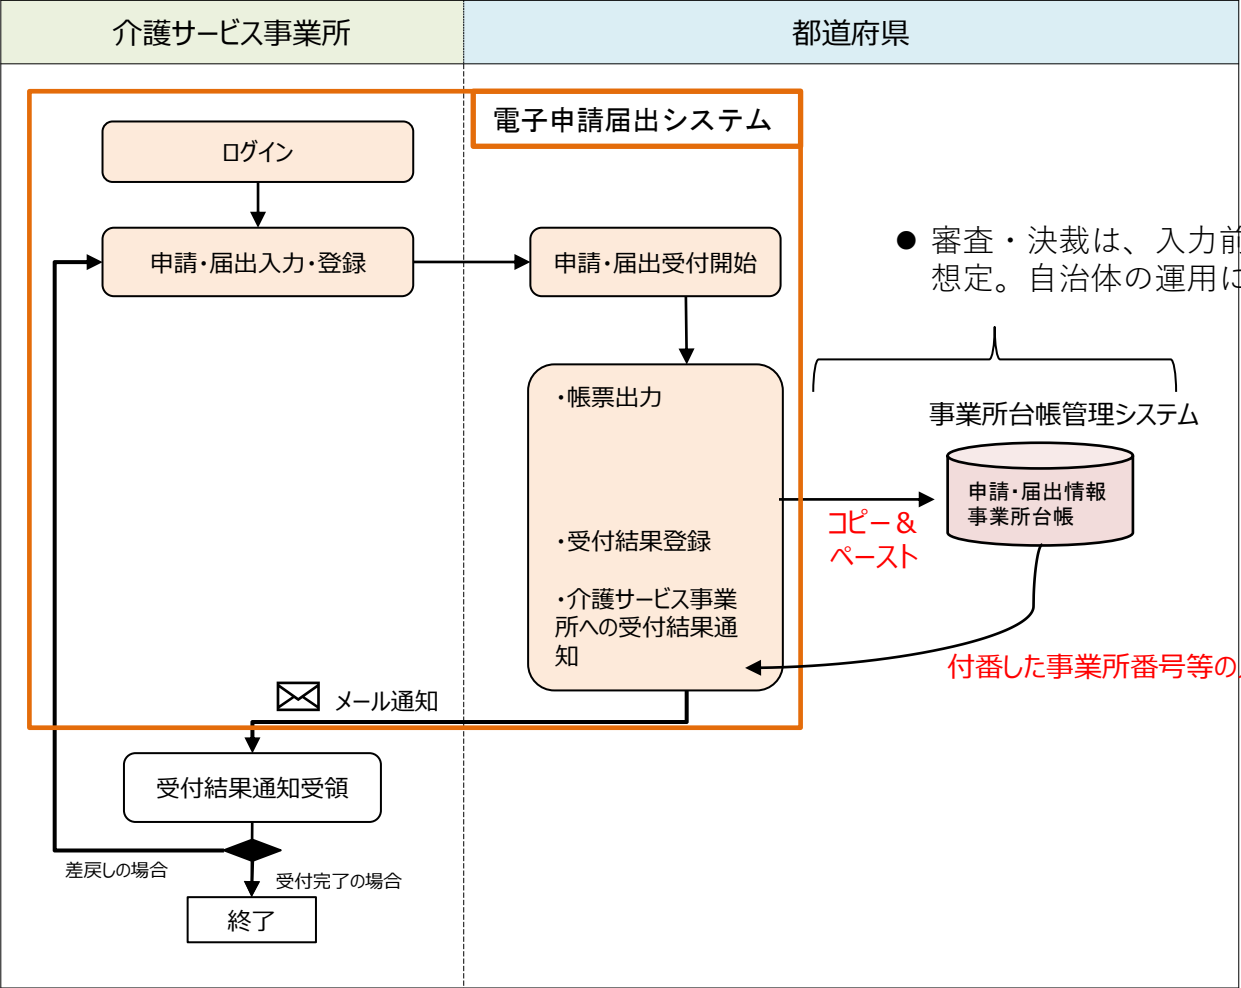 介護サービス事業所
都道府県
電子申請届出システム
ログイン
申請・届出入力・登録
申請・届出受付開始
● 審査・決裁は、入力前
想定。自治体の運用に
・帳票出力
事業所台帳管理システム
申請・届出情報
事業所台帳
コピー＆
ペースト
・受付結果登録
・介護サービス事業
所への受付結果通
知
付番した事業所番号等の
メール通知
受付結果通知受領
差戻しの場合
受付完了の場合
終了